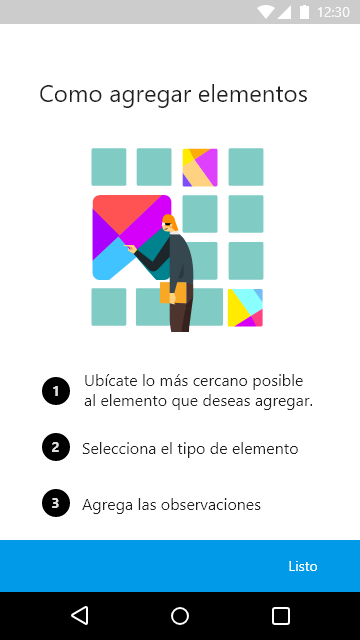 12:30
Como agregar elementos
1
Ubícate lo más cercano posible
al elemento que deseas agregar.
2
Selecciona el tipo de elemento
3
Agrega las observaciones
Listo